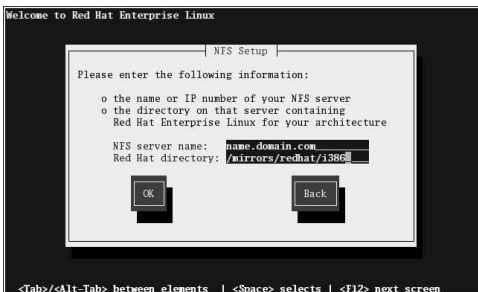 Welcome to Red Hat Enterprise Linux
NFS Setup
Please enter the following information:
o the name or IP number of your NFS server
o the directory on that server containing
Red Hat Enterprise Linux for your architecture
NFS server name: name.domain.com
Red Hat directory: /mirrors/redhat/i386
OK Back
<Tab>/<Alt-Tab> between elements | <Space> selects | <F12> next screen